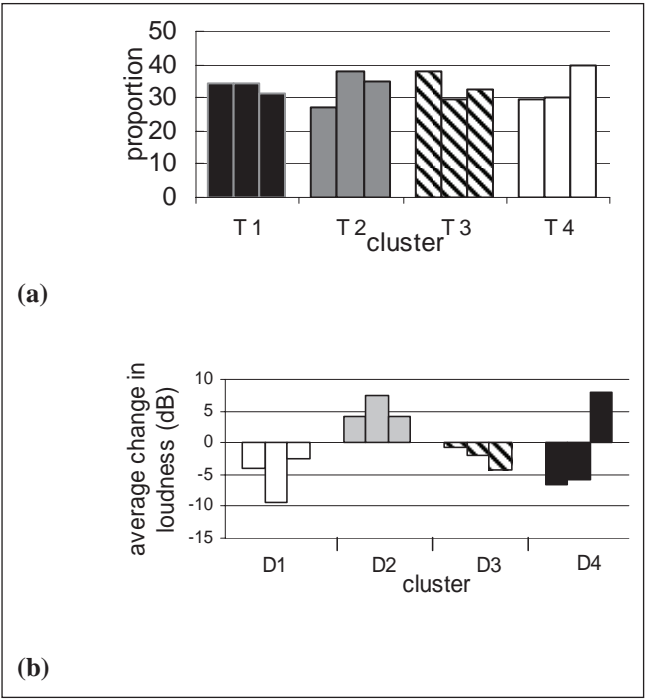 50
40
30
20
10
0
proportion
T 1 T 2 T 3 T 4
cluster
(a)
10
5
0
-5
-10
-15
average change in
loudness (dB)
D1 D2 D3 D4
cluster
(b)